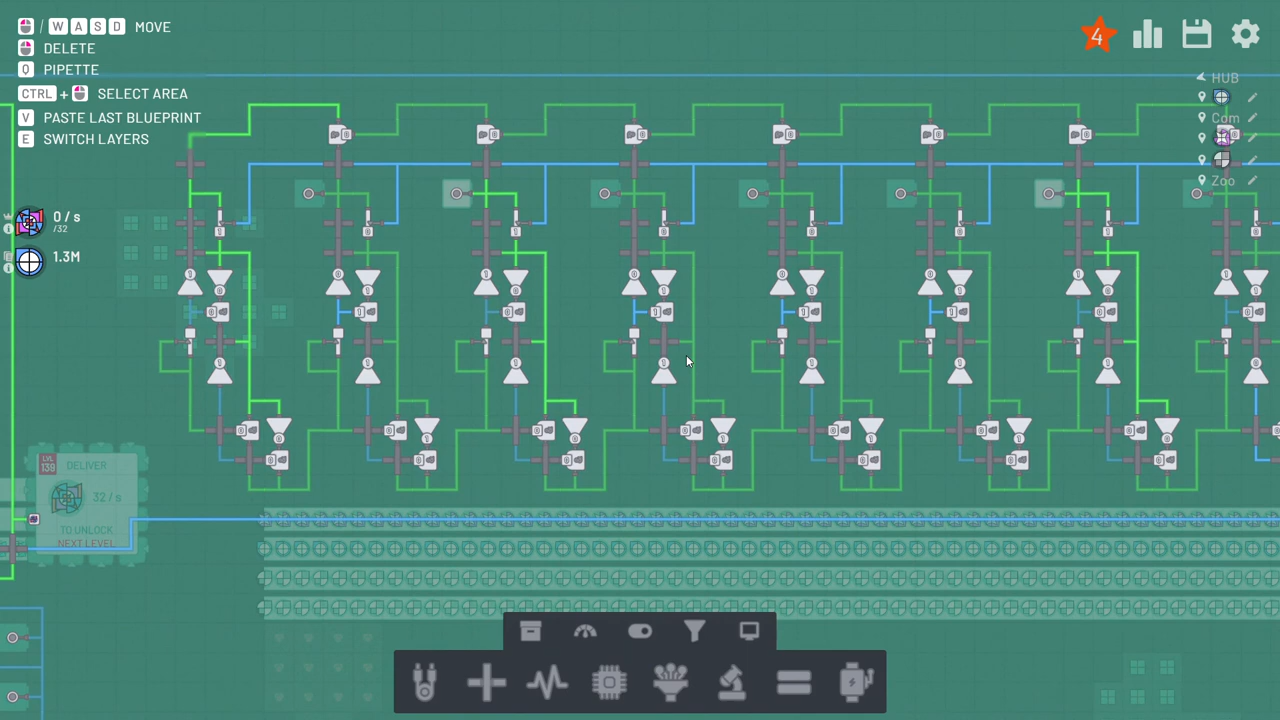 W A S D MOVE
DELETE
Q PIPETTE
CTRL + SELECT AREA
V PASTE LAST BLUEPRINT
E SWITCH LAYERS
4
HUB
Com
Zoo
0 / s
/32
1.3M
LVL
139
DELIVER
32 / s
TO UNLOCK
NEXT LEVEL